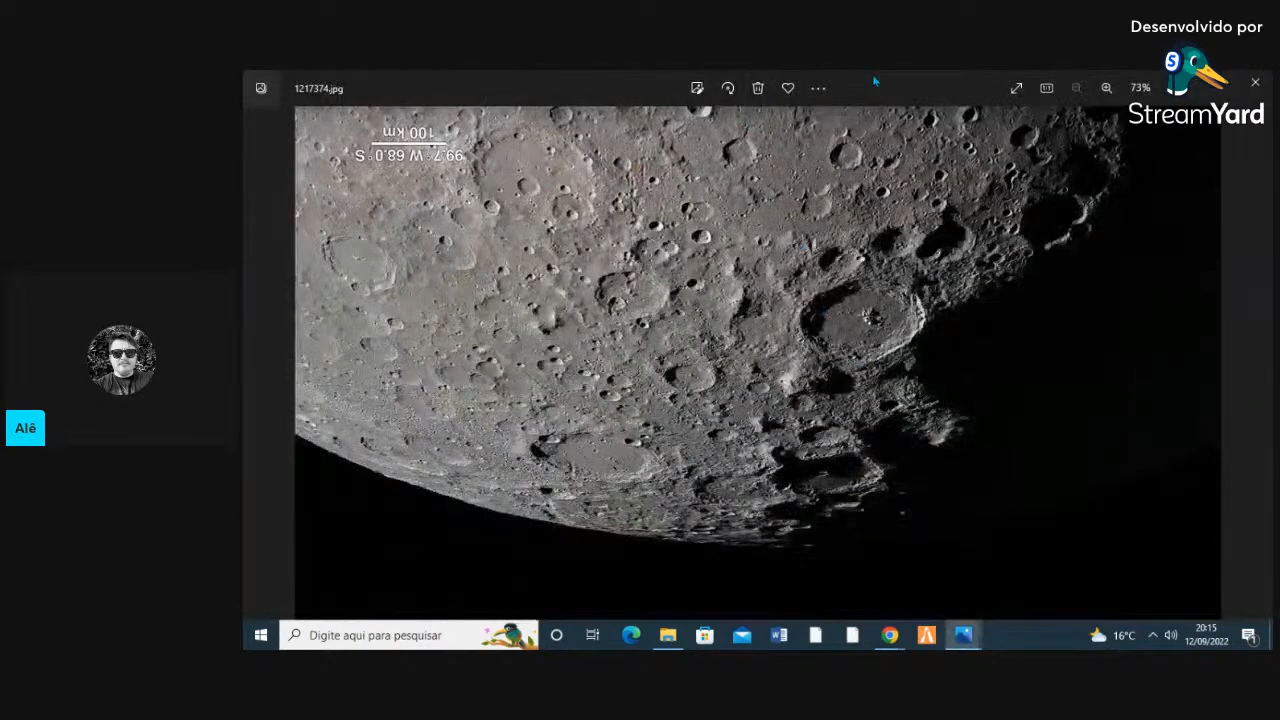 Desenvolvido por
StreamYard
1217374.jpg
73%
100 km
99.7° W 68.0° S
Alê
Digite aqui para pesquisar
16°C
20:15
12/09/2022